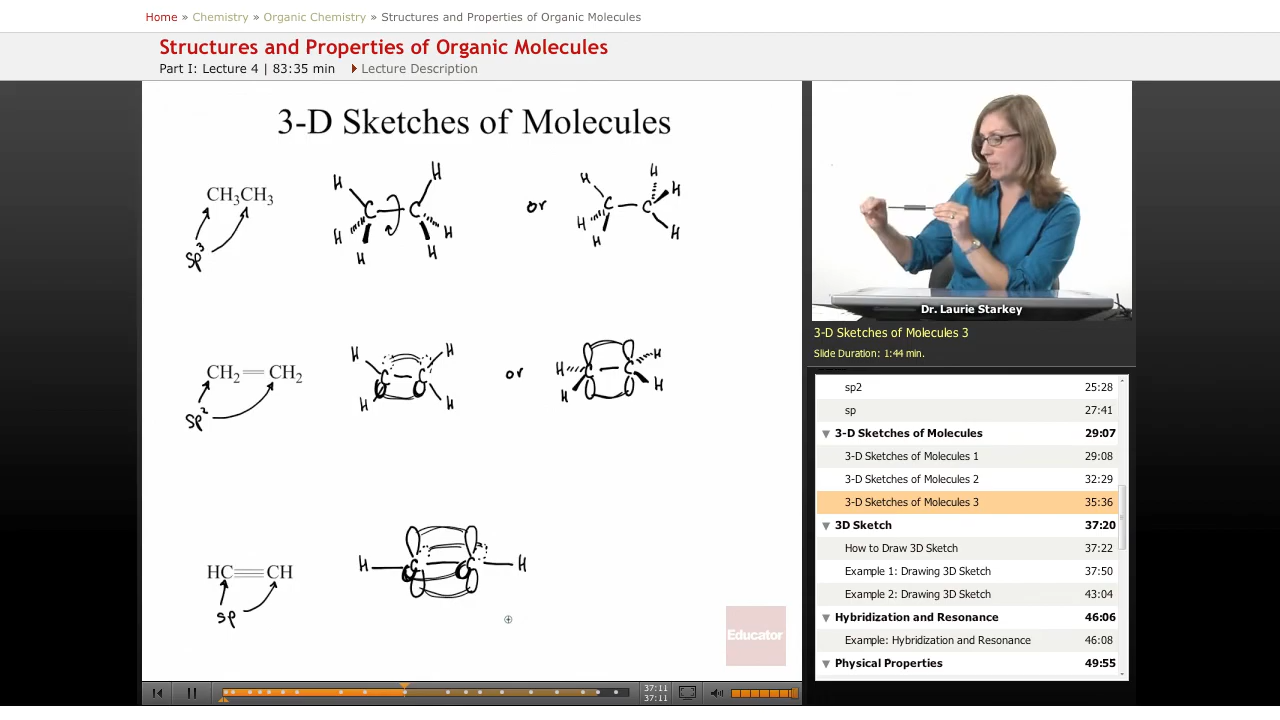 Home » Chemistry » Organic Chemistry » Structures and Properties of Organic Molecules
Structures and Properties of Organic Molecules
Part I: Lecture 4 | 83:35 min Lecture Description
3-D Sketches of Molecules
CH₃CH₃
sp³
H H
C C
H H
H H
or
H H H
C C
H H
H
CH₂ CH₂
sp²
H H
C C
H H
or
H H
C C
H H
HC CH
sp
H C C H
Educator
Dr. Laurie Starkey
3-D Sketches of Molecules 3
Slide Duration: 1:44 min.
sp2 25:28
sp 27:41
3-D Sketches of Molecules 29:07
3-D Sketches of Molecules 1 29:08
3-D Sketches of Molecules 2 32:29
3-D Sketches of Molecules 3 35:36
3D Sketch 37:20
How to Draw 3D Sketch 37:22
Example 1: Drawing 3D Sketch 37:50
Example 2: Drawing 3D Sketch 43:04
Hybridization and Resonance 46:06
Example: Hybridization and Resonance 46:08
Physical Properties 49:55
37:11
37:11